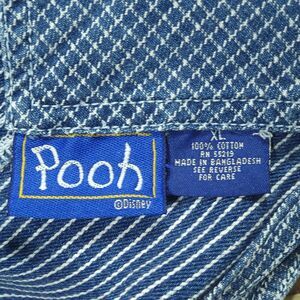 Pooh
©Disney
XL
100% COTTON
RN 55219
MADE IN BANGLADESH
SEE REVERSE
FOR CARE